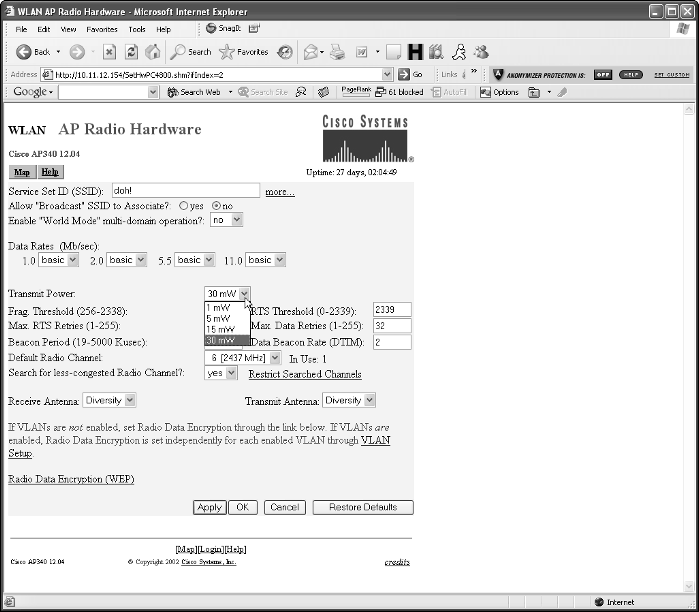 WLAN AP Radio Hardware - Microsoft Internet Explorer
File Edit View Favorites Tools Help SnagIt
Back Search Favorites
Address http://10.11.12.154/SetHwPC4800.shm?ifIndex=2 Go Links » ANONYMIZER PROTECTION IS: OFF HELP SET CUSTOM
Google Search Web Search Site PageRank 61 blocked AutoFill Options
WLAN AP Radio Hardware
CISCO SYSTEMS
Cisco AP340 12.04
Map Help
Uptime: 27 days, 02:04:49
Service Set ID (SSID): doh! more...
Allow "Broadcast" SSID to Associate?: yes no
Enable "World Mode" multi-domain operation?: no
Data Rates (Mb/sec):
1.0 basic 2.0 basic 5.5 basic 11.0 basic
Transmit Power: 30 mW
1 mW
5 mW
15 mW
30 mW
Frag. Threshold (256-2338): RTS Threshold (0-2339): 2339
Max. RTS Retries (1-255): Max. Data Retries (1-255): 32
Beacon Period (19-5000 Kusec): Data Beacon Rate (DTIM): 2
Default Radio Channel: 6 [2437 MHz] In Use: 1
Search for less-congested Radio Channel?: yes Restrict Searched Channels
Receive Antenna: Diversity Transmit Antenna: Diversity
If VLANs are not enabled, set Radio Data Encryption through the link below. If VLANs are
enabled, Radio Data Encryption is set independently for each enabled VLAN through VLAN
Setup.
Radio Data Encryption (WEP)
Apply OK Cancel Restore Defaults
[Map][Login][Help]
Cisco AP340 12.04 © Copyright 2002 Cisco Systems, Inc. credits
Internet